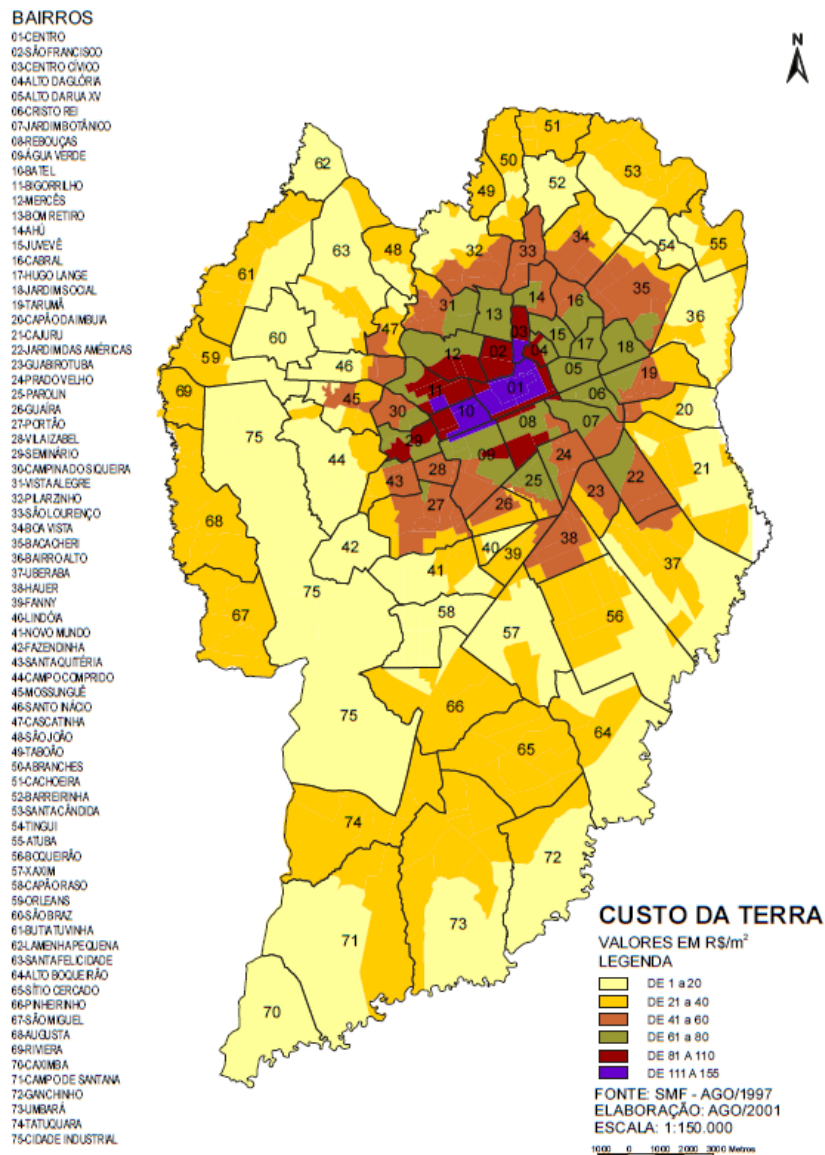 BAIRROS
01-CENTRO
02-SÃO FRANCISCO
03-CENTRO CÍVICO
04-ALTO DA GLÓRIA
05-ALTO DA RUA XV
06-CRISTO REI
07-JARDIM BOTÂNICO
08-REBOUÇAS
09-ÁGUA VERDE
10-BATEL
11-BIGORRILHO
12-MERCÊS
13-BOM RETIRO
14-AHÚ
15-JUVEVÊ
16-CABRAL
17-HUGO LANGE
18-JARDIM SOCIAL
19-TARUMÃ
20-CAPÃO DA IMBUIA
21-CAJURU
22-JARDIM DAS AMÉRICAS
23-GUABIROTUBA
24-PRADO VELHO
25-PAROLIN
26-GUAÍRA
27-PORTÃO
28-VILA IZABEL
29-SEMINÁRIO
30-CAMPINA DO SIQUEIRA
31-VISTA ALEGRE
32-PILARZINHO
33-SÃO LOURENÇO
34-BOA VISTA
35-BACACHERI
36-BAIRRO ALTO
37-UBERABA
38-HAUER
39-FANNY
40-LINDÓIA
41-NOVO MUNDO
42-FAZENDINHA
43-SANTA QUITÉRIA
44-CAMPO COMPRIDO
45-MOSSUNGUÊ
46-SANTO INÁCIO
47-CASCATINHA
48-SÃO JOÃO
49-TABOÃO
50-ABRANCHES
51-CACHOEIRA
52-BARREIRINHA
53-SANTA CÂNDIDA
54-TINGUI
55-ATUBA
56-BOQUEIRÃO
57-XAXIM
58-CAPÃO RASO
59-ORLEANS
60-SÃO BRAZ
61-BUTIATUVINHA
62-LAMENHA PEQUENA
63-SANTA FELICIDADE
64-ALTO BOQUEIRÃO
65-SÍTIO CERCADO
66-PINHEIRINHO
67-SÃO MIGUEL
68-AUGUSTA
69-RIVIERA
70-CAXIMBA
71-CAMPO DE SANTANA
72-GANCHINHO
73-UMBARÁ
74-TATUQUARA
75-CIDADE INDUSTRIAL
N
51
50
62
53
52
49
34
55
54
63
48
32
33
61
35
14
16
31
13
36
47
03
15
17
18
60
02
04
12
59
46
05
19
01
11
06
69
45
30
10
20
08
07
75
29
09
24
44
28
21
43
25
22
23
27
26
68
38
42
40
39
37
41
75
58
56
67
57
66
75
64
65
74
72
73
71
70
CUSTO DA TERRA
VALORES EM R$/m²
LEGENDA
DE 1 a 20
DE 21 a 40
DE 41 a 60
DE 61 a 80
DE 81 A 110
DE 111 A 155
FONTE: SMF - AGO/1997
ELABORAÇÃO: AGO/2001
ESCALA: 1:150.000
1000 0 1000 2000 3000 Metros